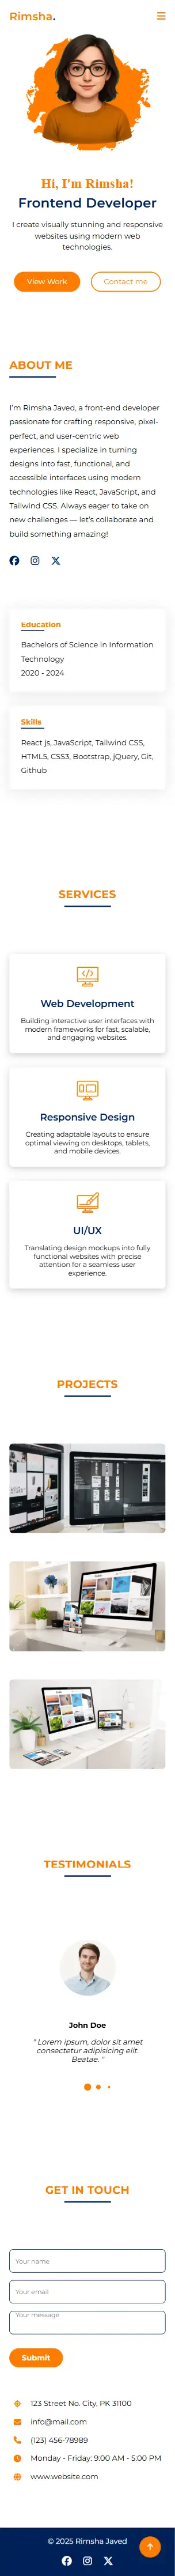 Rimsha.
Hi, I'm Rimsha!
Frontend Developer
I create visually stunning and responsive
websites using modern web
technologies.
View Work
Contact me
ABOUT ME
I'm Rimsha Javed, a front-end developer
passionate for crafting responsive, pixel-
perfect, and user-centric web
experiences. I specialize in turning
designs into fast, functional, and
accessible interfaces using modern
technologies like React, JavaScript, and
Tailwind CSS. Always eager to take on
new challenges — let's collaborate and
build something amazing!
Education
Bachelors of Science in Information
Technology
2020 - 2024
Skills
React js, JavaScript, Tailwind CSS,
HTML5, CSS3, Bootstrap, jQuery, Git,
Github
SERVICES
Web Development
Building interactive user interfaces with
modern frameworks for fast, scalable,
and engaging websites.
Responsive Design
Creating adaptable layouts to ensure
optimal viewing on desktops, tablets,
and mobile devices.
UI/UX
Translating design mockups into fully
functional websites with precise
attention for a seamless user
experience.
PROJECTS
TESTIMONIALS
John Doe
" Lorem ipsum, dolor sit amet
consectetur adipisicing elit.
Beatae. "
GET IN TOUCH
Your name
Your email
Your message
Submit
123 Street No. City, PK 31100
info@mail.com
(123) 456-78989
Monday - Friday: 9:00 AM - 5:00 PM
www.website.com
© 2025 Rimsha Javed